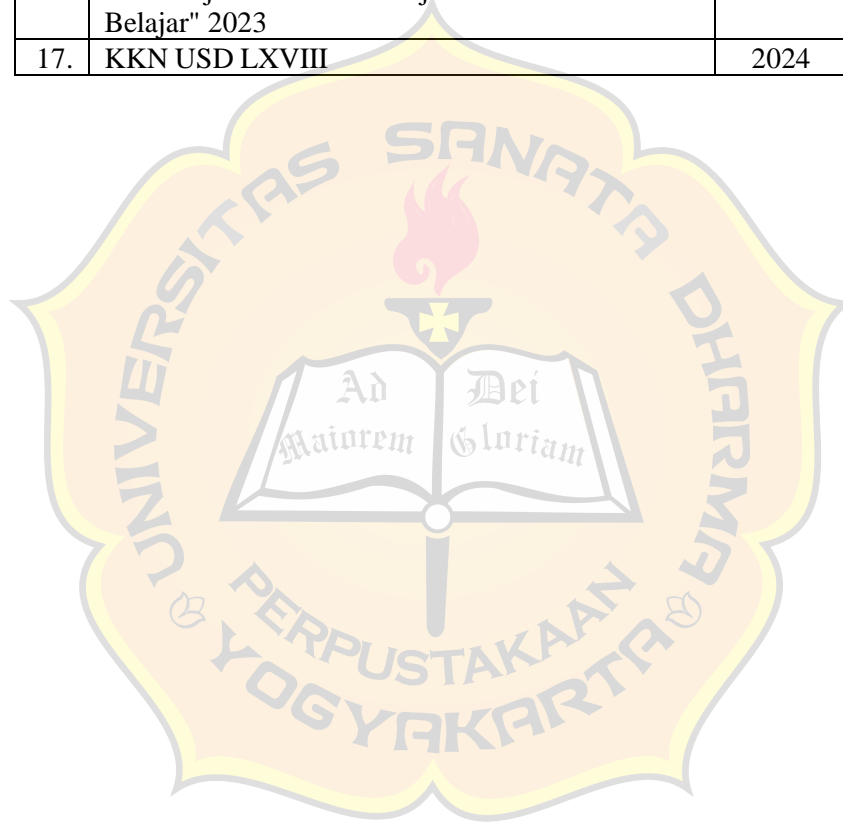 Belajar" 2023
17. KKN USD LXVIII 2024
UNIVERSITAS SANATA DHARMA
Ad Dei
Maiorem Gloriam
PERPUSTAKAAN
YOGYAKARTA